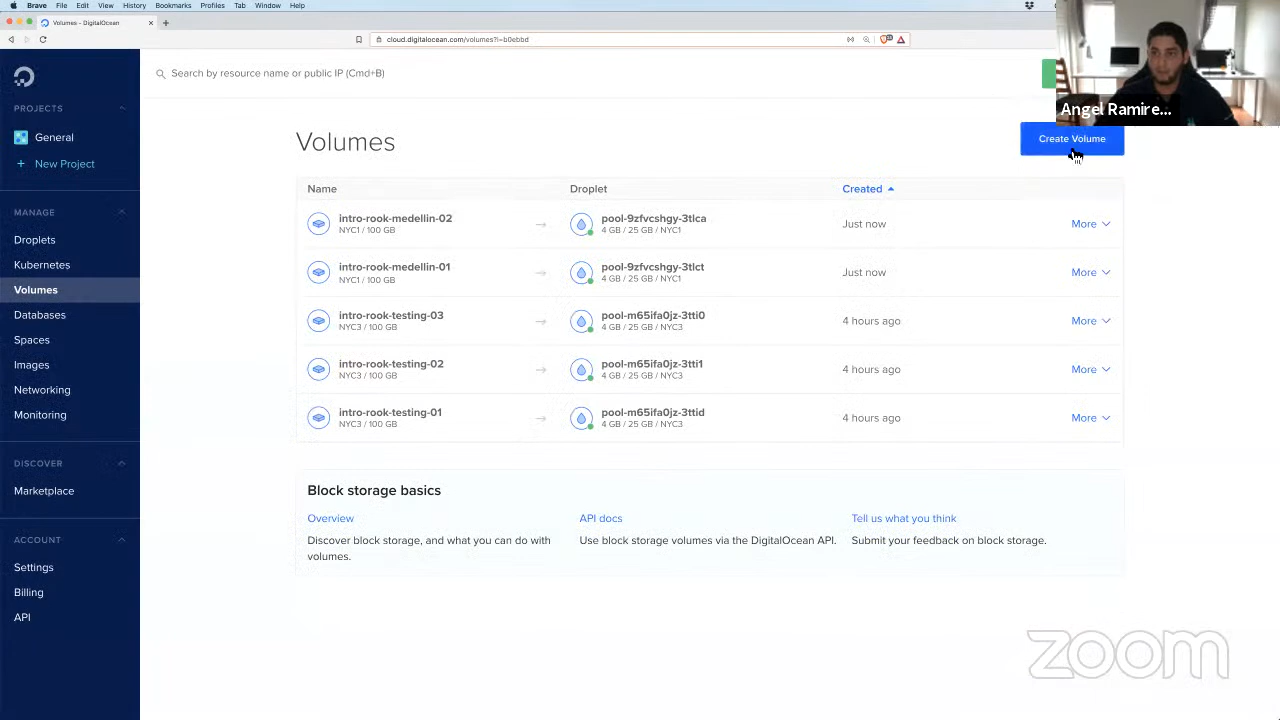 Brave File Edit View History Bookmarks Profiles Tab Window Help
Volumes - DigitalOcean
cloud.digitalocean.com/volumes?i=b0ebbd
Search by resource name or public IP (Cmd+B)
Angel Ramire...
PROJECTS
General
+ New Project
MANAGE
Droplets
Kubernetes
Volumes
Databases
Spaces
Images
Networking
Monitoring
DISCOVER
Marketplace
ACCOUNT
Settings
Billing
API
Volumes
Create Volume
Name Droplet Created
intro-rook-medellin-02 → pool-9zfvcshgy-3tlca Just now More
NYC1 / 100 GB 4 GB / 25 GB / NYC1
intro-rook-medellin-01 → pool-9zfvcshgy-3tlct Just now More
NYC1 / 100 GB 4 GB / 25 GB / NYC1
intro-rook-testing-03 → pool-m65ifa0jz-3tti0 4 hours ago More
NYC3 / 100 GB 4 GB / 25 GB / NYC3
intro-rook-testing-02 → pool-m65ifa0jz-3tti1 4 hours ago More
NYC3 / 100 GB 4 GB / 25 GB / NYC3
intro-rook-testing-01 → pool-m65ifa0jz-3ttid 4 hours ago More
NYC3 / 100 GB 4 GB / 25 GB / NYC3
Block storage basics
Overview
Discover block storage, and what you can do with
volumes.
API docs
Use block storage volumes via the DigitalOcean API.
Tell us what you think
Submit your feedback on block storage.
zoom